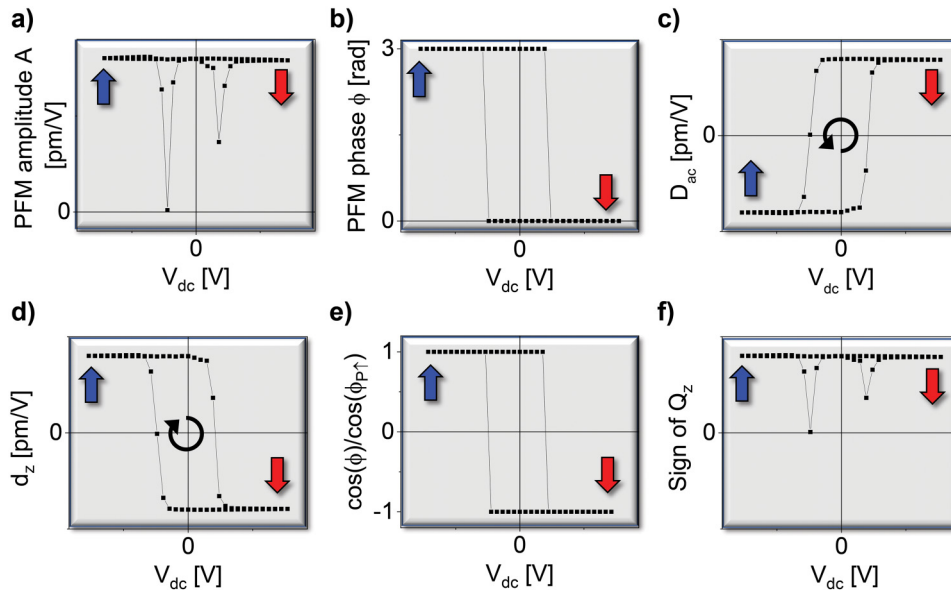 a)
PFM amplitude A
[pm/V]
0
0
V_dc [V]
b)
PFM phase ϕ [rad]
3
0
0
V_dc [V]
c)
D_ac [pm/V]
0
0
V_dc [V]
d)
d_z [pm/V]
0
0
V_dc [V]
e)
cos(ϕ)/cos(ϕ_P↑)
1
0
-1
0
V_dc [V]
f)
Sign of Q_z
0
0
V_dc [V]